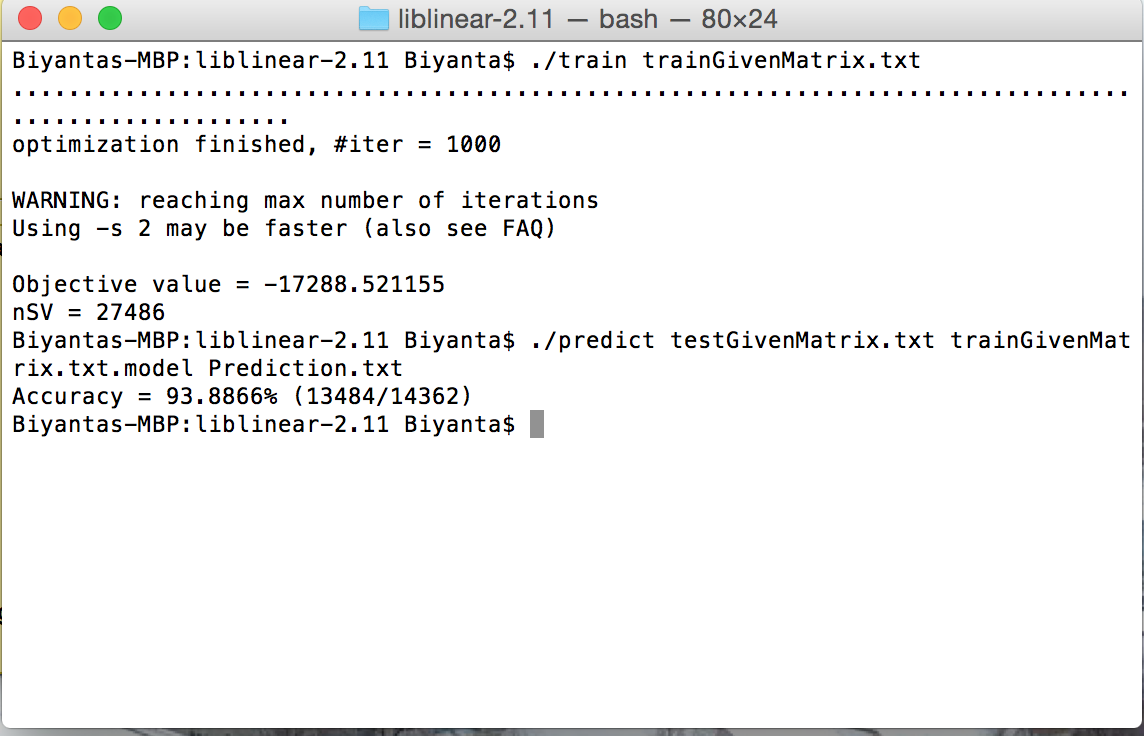 liblinear-2.11 — bash — 80×24
Biyantas-MBP:liblinear-2.11 Biyanta$ ./train trainGivenMatrix.txt
................................................................................
....................
optimization finished, #iter = 1000
WARNING: reaching max number of iterations
Using -s 2 may be faster (also see FAQ)
Objective value = -17288.521155
nSV = 27486
Biyantas-MBP:liblinear-2.11 Biyanta$ ./predict testGivenMatrix.txt trainGivenMat
rix.txt.model Prediction.txt
Accuracy = 93.8866% (13484/14362)
Biyantas-MBP:liblinear-2.11 Biyanta$